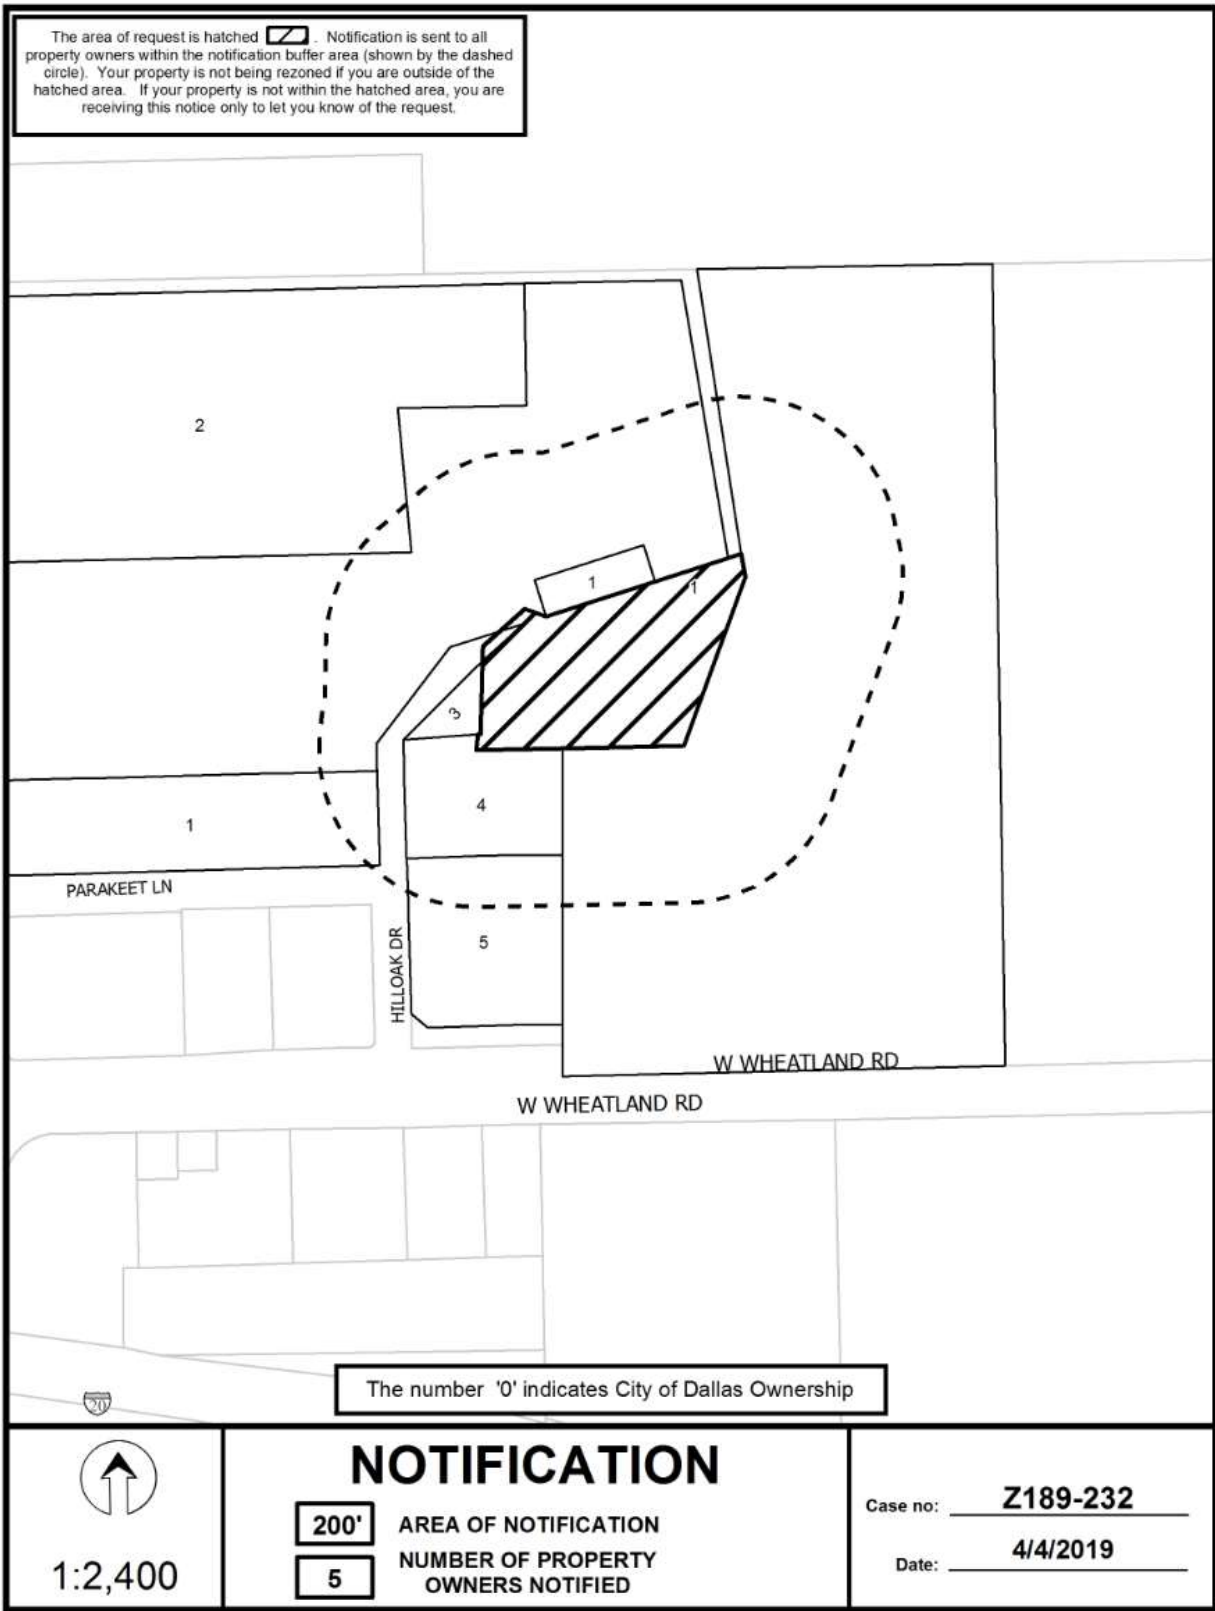 The area of request is hatched . Notification is sent to all
property owners within the notification buffer area (shown by the dashed
circle). Your property is not being rezoned if you are outside of the
hatched area. If your property is not within the hatched area, you are
receiving this notice only to let you know of the request.
2
1
1
3
4
1
PARAKEET LN
5
HILLOAK DR
W WHEATLAND RD
W WHEATLAND RD
The number '0' indicates City of Dallas Ownership
20
1:2,400
NOTIFICATION
200' AREA OF NOTIFICATION
5 NUMBER OF PROPERTY
OWNERS NOTIFIED
Case no: Z189-232
Date: 4/4/2019